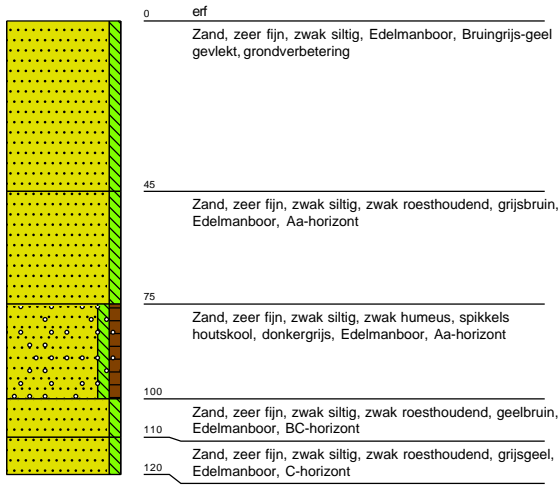 0 erf
Zand, zeer fijn, zwak siltig, Edelmanboor, Bruingrijs-geel
gevlekt, grondverbetering
45
Zand, zeer fijn, zwak siltig, zwak roesthoudend, grijsbruin,
Edelmanboor, Aa-horizont
75
Zand, zeer fijn, zwak siltig, zwak humeus, spikkels
houtskool, donkergrijs, Edelmanboor, Aa-horizont
100
Zand, zeer fijn, zwak siltig, zwak roesthoudend, geelbruin,
Edelmanboor, BC-horizont
110
Zand, zeer fijn, zwak siltig, zwak roesthoudend, grijsgeel,
Edelmanboor, C-horizont
120